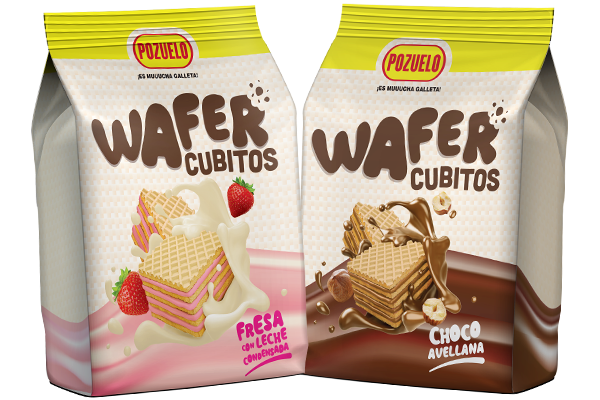 POZUELO
¡ES MUUUCHA GALLETA!
WAFER
CUBITOS
FRESA
CON LECHE
CONDENSADA
POZUELO
¡ES MUUUCHA GALLETA!
WAFER
CUBITOS
CHOCO
AVELLANA